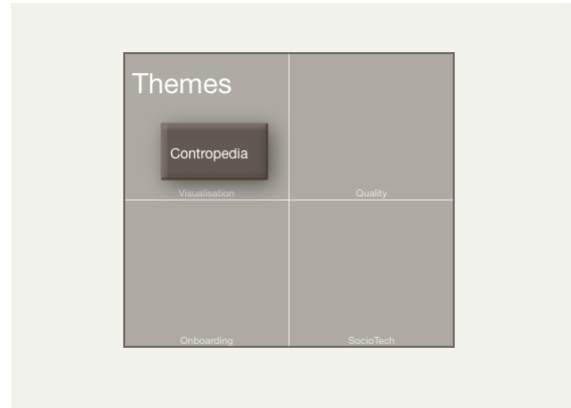 Themes
Contropedia
Visualisation
Quality
Onboarding
SocioTech